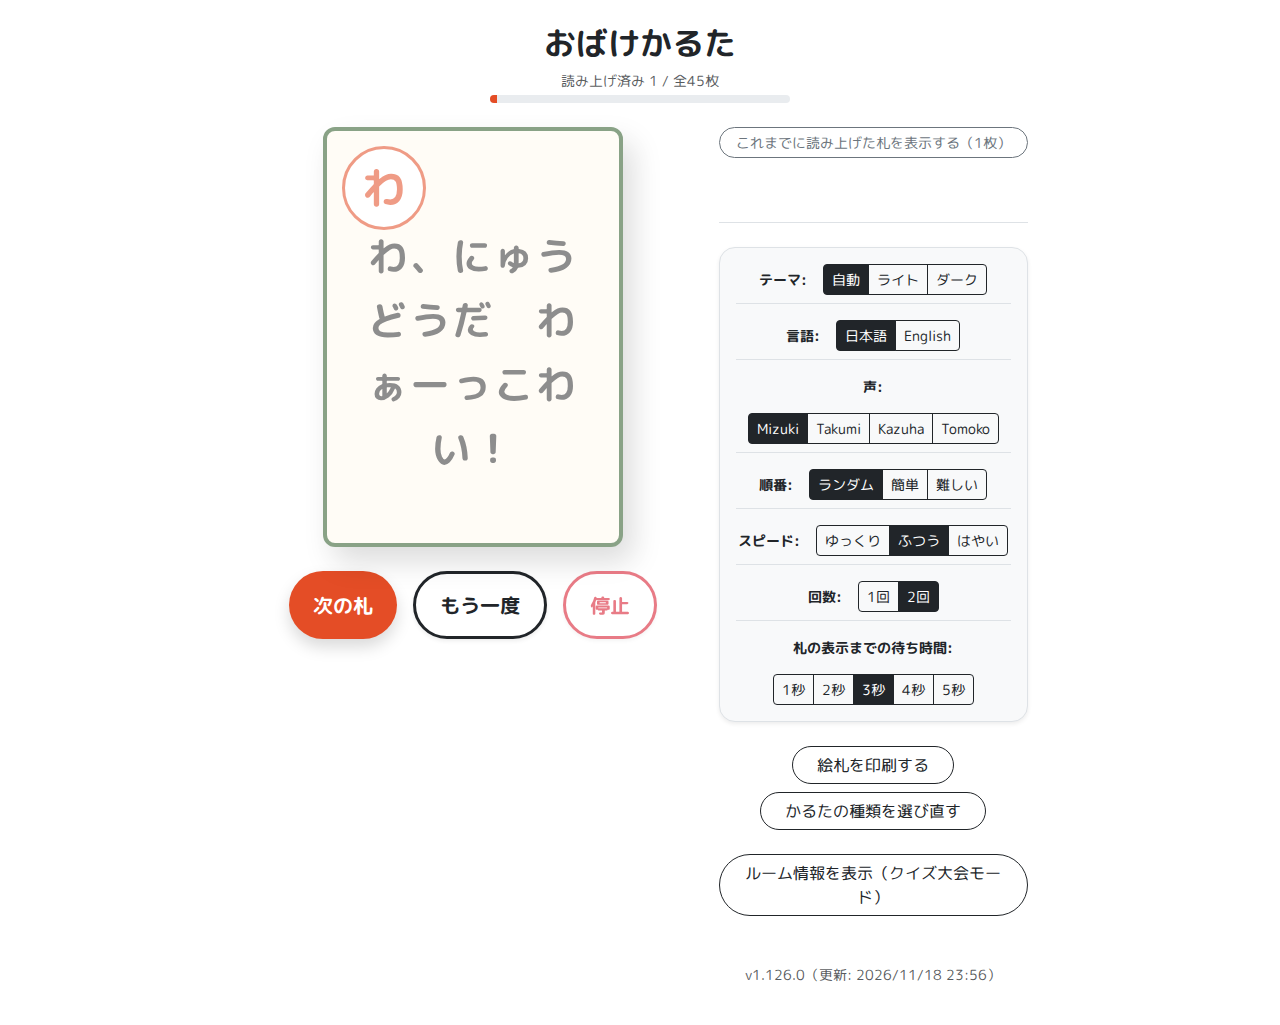 おばけかるた
読み上げ済み 1 / 全45枚
わ
わ、にゅう
どうだ　わ
ぁーっこわ
い！
次の札
もう一度
停止
これまでに読み上げた札を表示する（1枚）
テーマ: 自動 ライト ダーク
言語: 日本語 English
声:
Mizuki Takumi Kazuha Tomoko
順番: ランダム 簡単 難しい
スピード: ゆっくり ふつう はやい
回数: 1回 2回
札の表示までの待ち時間:
1秒 2秒 3秒 4秒 5秒
絵札を印刷する
かるたの種類を選び直す
ルーム情報を表示（クイズ大会モー
ド）
v1.126.0（更新: 2026/11/18 23:56）